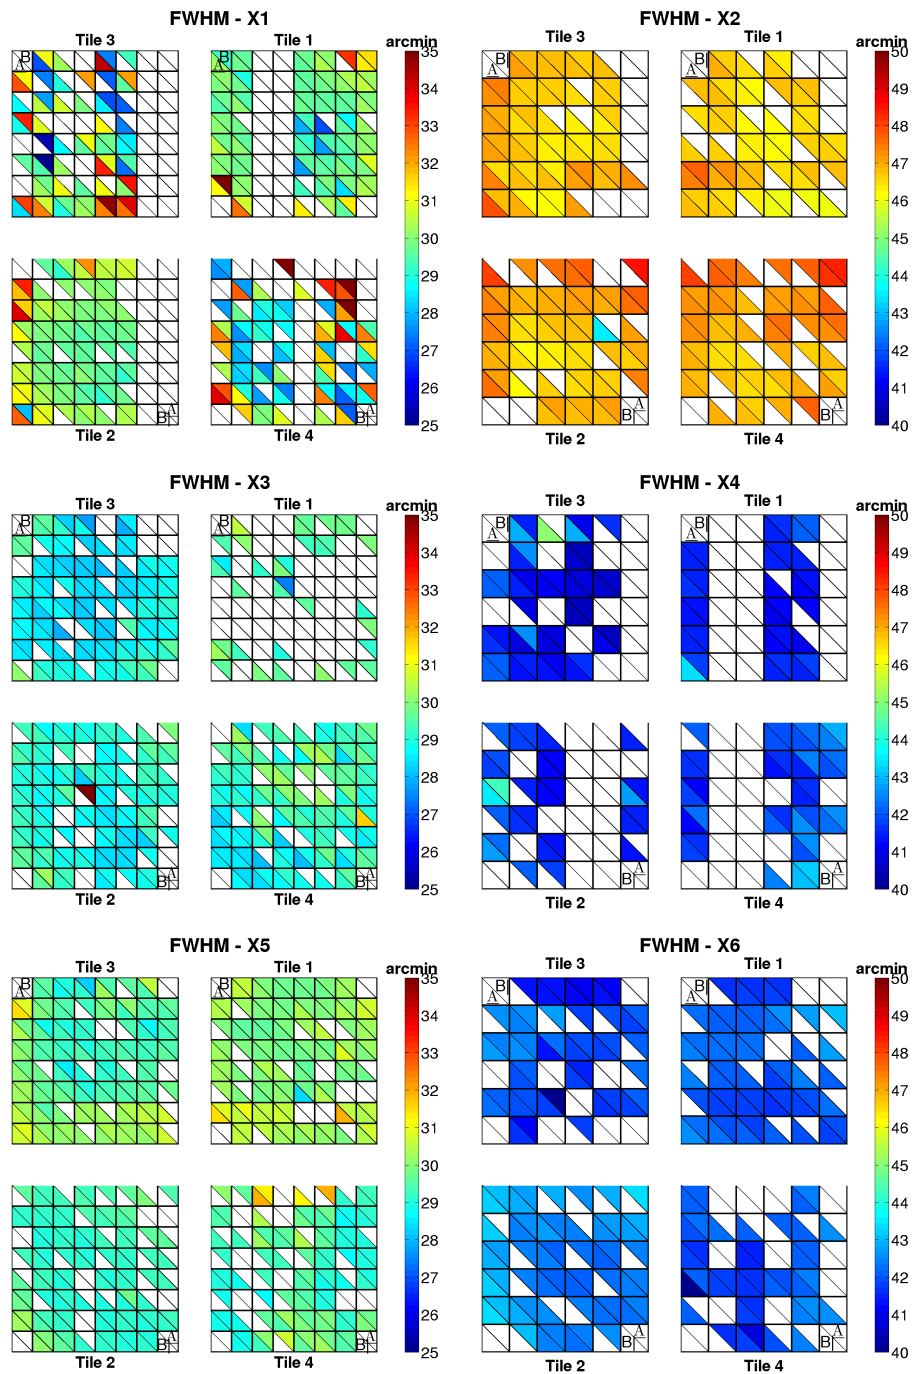 FWHM - X1
Tile 3
Tile 1
arcmin
B
A
B
A
35
34
33
32
31
30
29
28
27
26
25
A
B
A
B
Tile 2
Tile 4
FWHM - X2
Tile 3
Tile 1
arcmin
B
A
B
A
50
49
48
47
46
45
44
43
42
41
40
A
B
A
B
Tile 2
Tile 4
FWHM - X3
Tile 3
Tile 1
arcmin
B
A
B
A
35
34
33
32
31
30
29
28
27
26
25
A
B
A
B
Tile 2
Tile 4
FWHM - X4
Tile 3
Tile 1
arcmin
B
A
B
A
50
49
48
47
46
45
44
43
42
41
40
A
B
A
B
Tile 2
Tile 4
FWHM - X5
Tile 3
Tile 1
arcmin
B
A
B
A
35
34
33
32
31
30
29
28
27
26
25
A
B
A
B
Tile 2
Tile 4
FWHM - X6
Tile 3
Tile 1
arcmin
B
A
B
A
50
49
48
47
46
45
44
43
42
41
40
A
B
A
B
Tile 2
Tile 4